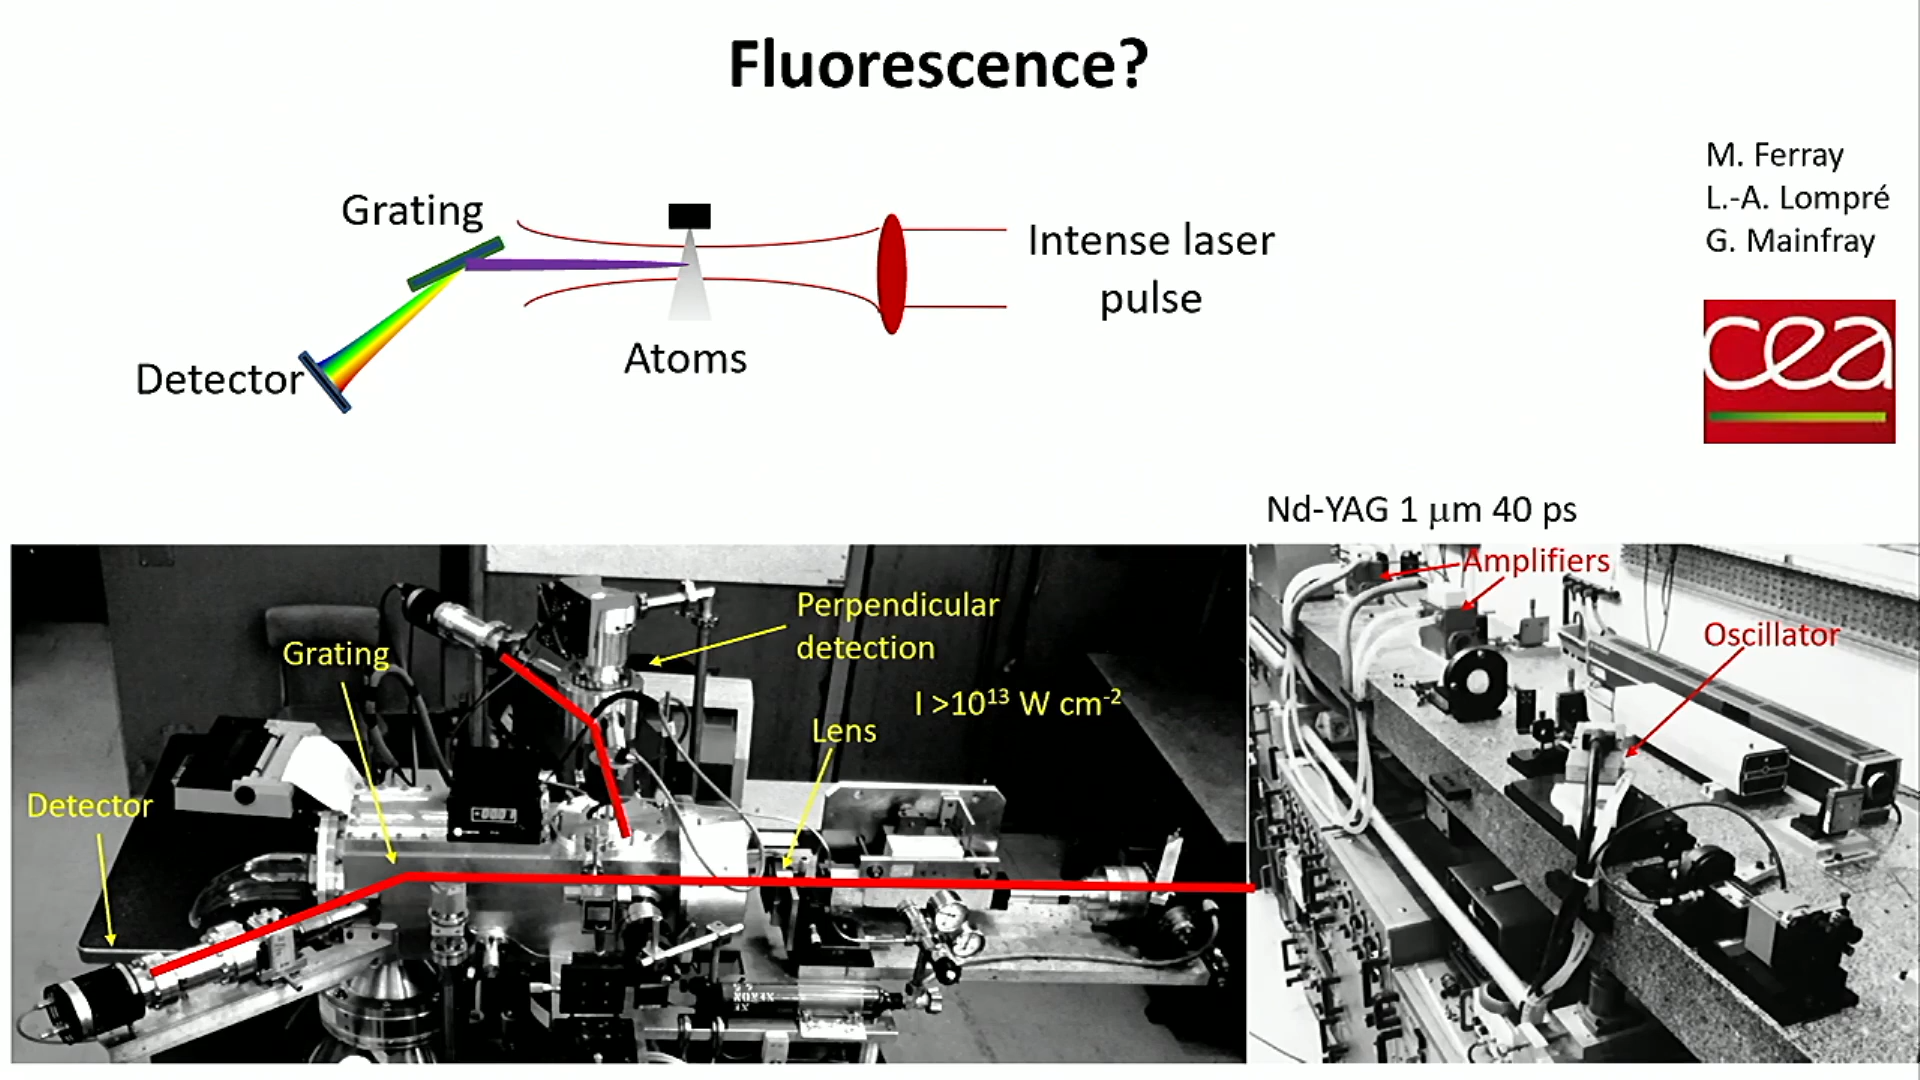 Fluorescence?
M. Ferray
L.-A. Lompré
G. Mainfray
Grating
Intense laser
pulse
Detector
Atoms
cea
Nd-YAG 1 μm 40 ps
Amplifiers
Oscillator
Perpendicular
detection
Grating
I >10¹³ W cm⁻²
Lens
Detector